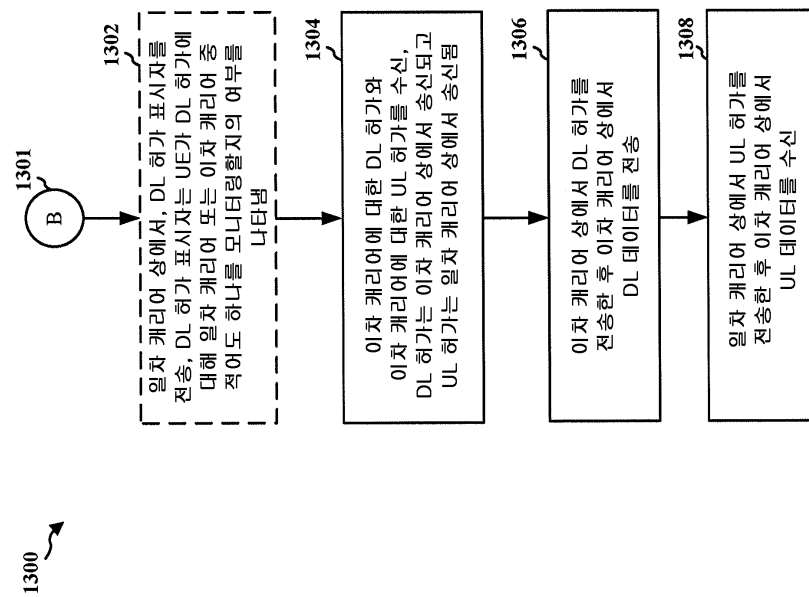 1300
1301
B
1302
일차 캐리어 상에서, DL 허가 표시자를
전송, DL 허가 표시자는 UE가 DL 허가에
대해 일차 캐리어 또는 이차 캐리어 중
적어도 하나를 모니터링할지의 여부를
나타냄
1304
이차 캐리어에 대한 DL 허가와
이차 캐리어에 대한 UL 허가를 수신,
DL 허가는 이차 캐리어 상에서 송신되고
UL 허가는 일차 캐리어 상에서 송신됨
1306
이차 캐리어 상에서 DL 허가를
전송한 후 이차 캐리어 상에서
DL 데이터를 전송
1308
일차 캐리어 상에서 UL 허가를
전송한 후 이차 캐리어 상에서
UL 데이터를 수신